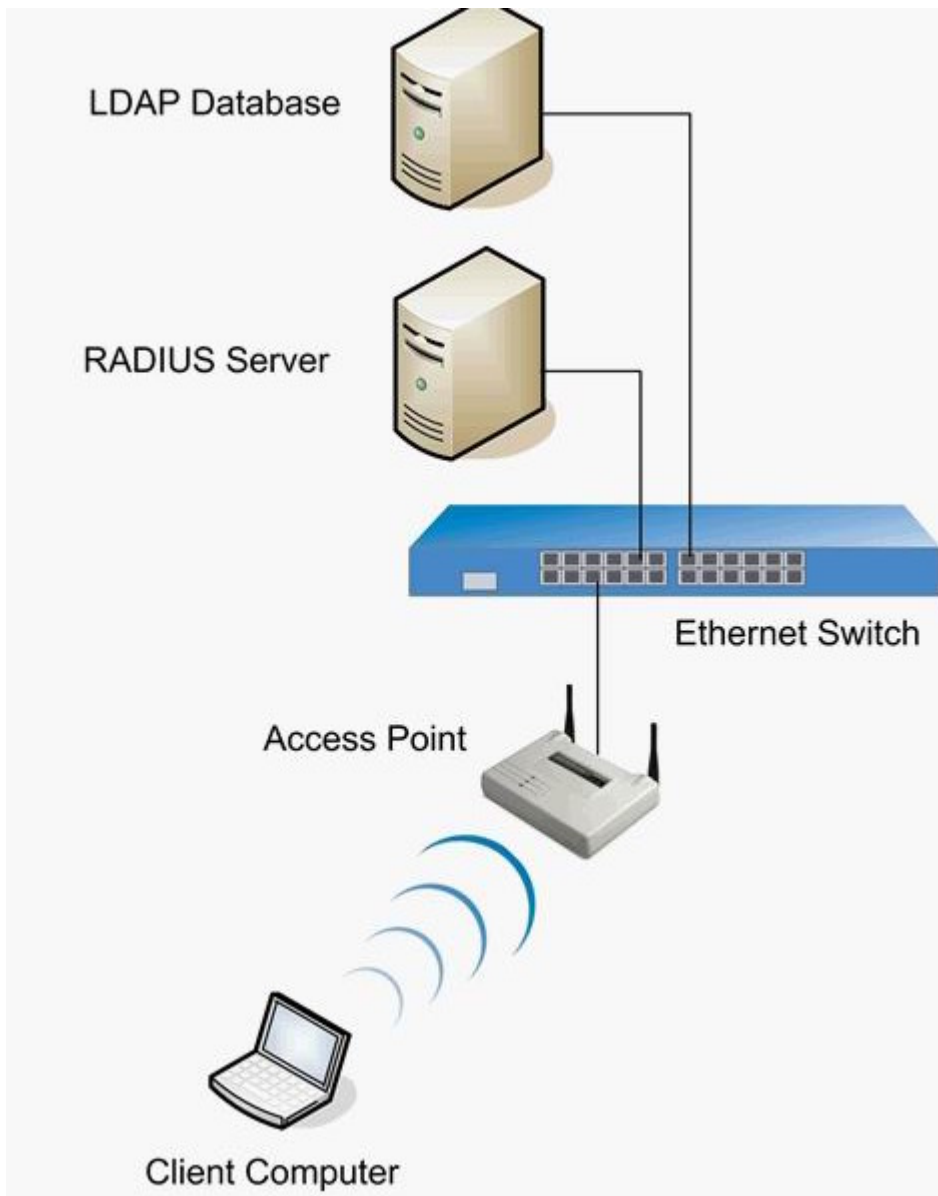 LDAP Database
RADIUS Server
Ethernet Switch
Access Point
Client Computer